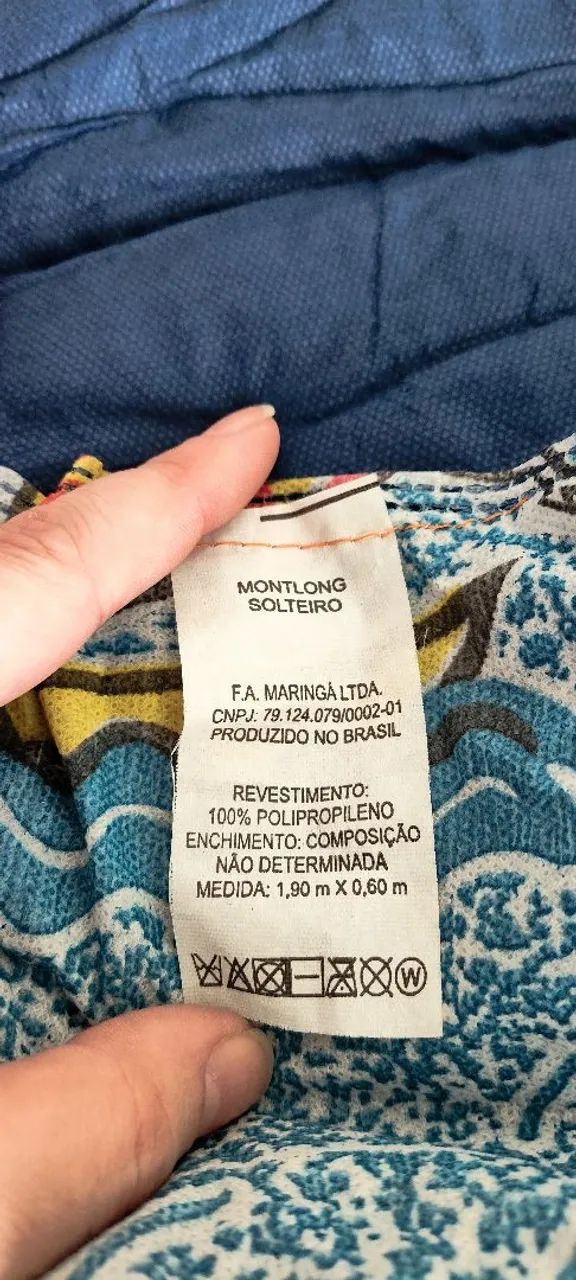 MONTLONG
SOLTEIRO
F.A. MARINGÁ LTDA.
CNPJ: 79.124.079/0002-01
PRODUZIDO NO BRASIL
REVESTIMENTO:
100% POLIPROPILENO
ENCHIMENTO: COMPOSIÇÃO
NÃO DETERMINADA
MEDIDA: 1,90 m X 0,60 m
W